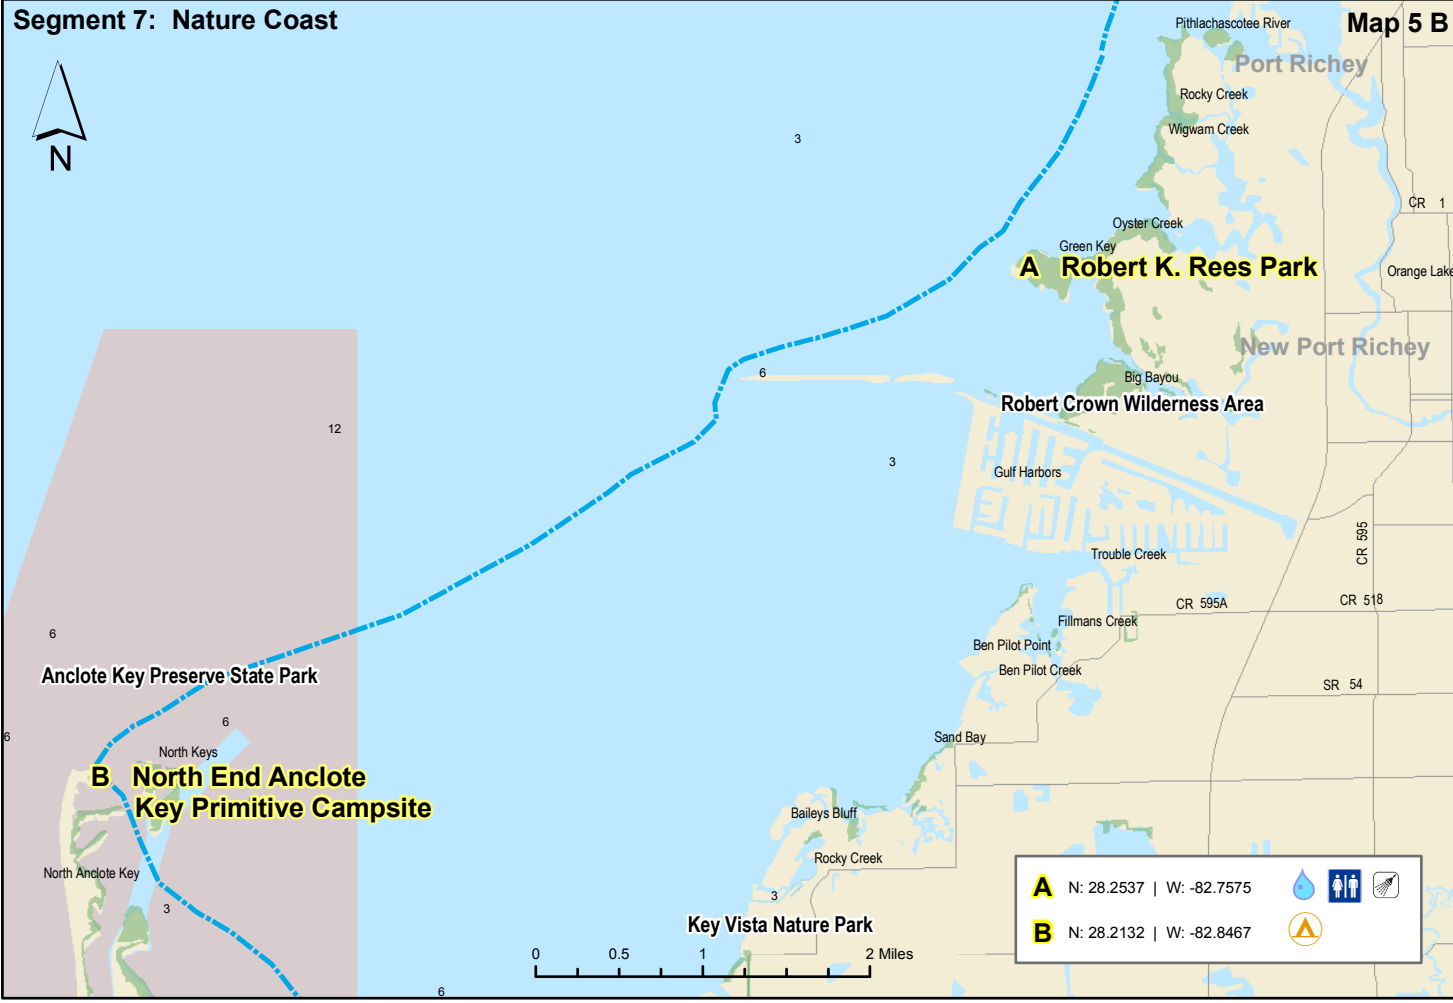 Segment 7: Nature Coast
Map 5 B
Pithlachascotee River
Port Richey
N
Rocky Creek
Wigwam Creek
3
CR 1
Oyster Creek
Green Key
A Robert K. Rees Park
Orange Lake
New Port Richey
6
Big Bayou
Robert Crown Wilderness Area
12
3
Gulf Harbors
CR 595
Trouble Creek
CR 595A
CR 518
Fillmans Creek
6
Ben Pilot Point
Ben Pilot Creek
Anclote Key Preserve State Park
SR 54
6
6
Sand Bay
North Keys
B North End Anclote
Key Primitive Campsite
Baileys Bluff
Rocky Creek
North Anclote Key
3
3
Key Vista Nature Park
A N: 28.2537 | W: -82.7575
B N: 28.2132 | W: -82.8467
0 0.5 1 2 Miles
6